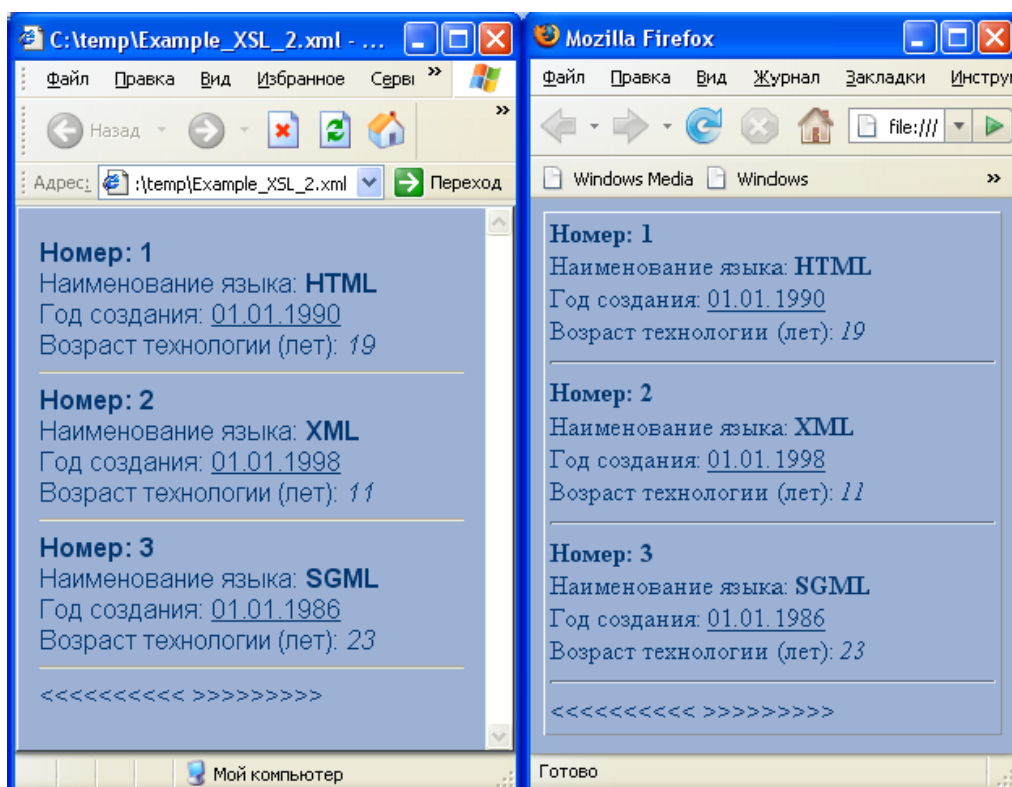 C:\temp\Example_XSL_2.xml - ...
Файл Правка Вид Избранное Серві »
Назад »
Адрес: :\temp\Example_XSL_2.xml Переход
Номер: 1
Наименование языка: HTML
Год создания: 01.01.1990
Возраст технологии (лет): 19
Номер: 2
Наименование языка: XML
Год создания: 01.01.1998
Возраст технологии (лет): 11
Номер: 3
Наименование языка: SGML
Год создания: 01.01.1986
Возраст технологии (лет): 23
<<<<<<<<<< >>>>>>>>>
Мой компьютер
Mozilla Firefox
Файл Правка Вид Журнал Закладки Инстру
file:///
Windows Media Windows »
Номер: 1
Наименование языка: HTML
Год создания: 01.01.1990
Возраст технологии (лет): 19
Номер: 2
Наименование языка: XML
Год создания: 01.01.1998
Возраст технологии (лет): 11
Номер: 3
Наименование языка: SGML
Год создания: 01.01.1986
Возраст технологии (лет): 23
<<<<<<<<<< >>>>>>>>>
Готово